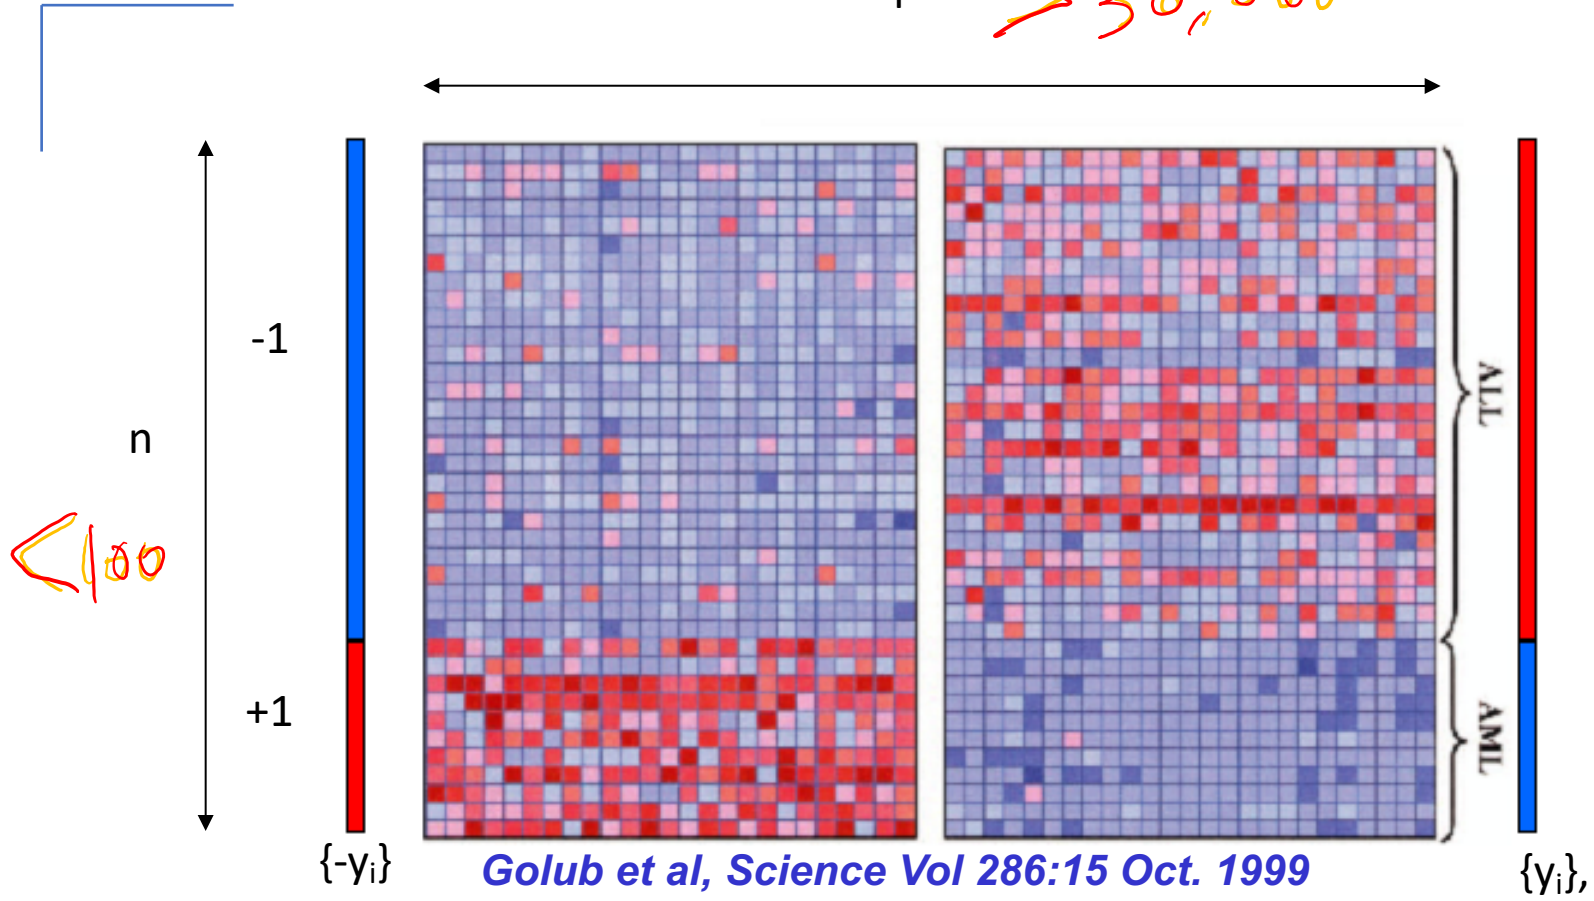 -1
n
<100
+1
ALL
AML
{-yᵢ}
Golub et al, Science Vol 286:15 Oct. 1999
{yᵢ},